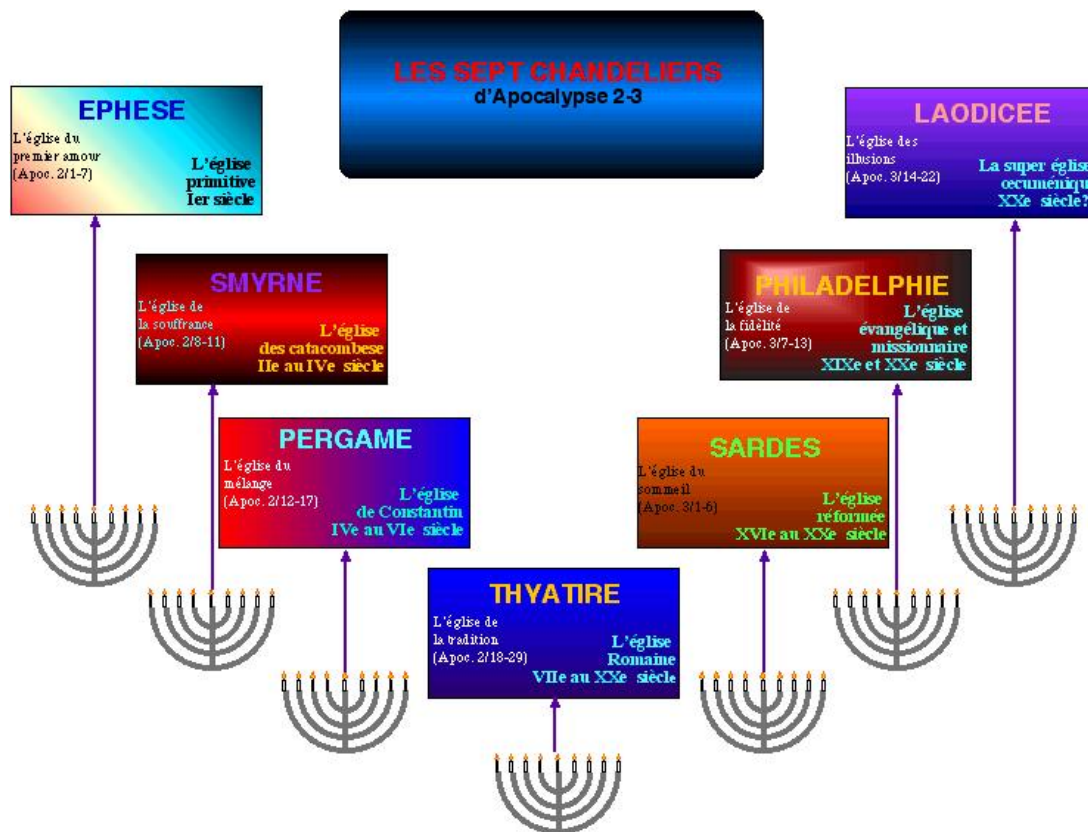 LES SEPT CHANDELIERS
d'Apocalypse 2-3
EPHESE
L'église du
premier amour
(Apoc. 2/1-7)
L'église
primitive
Ier siècle
SMYRNE
L'église de
la souffrance
(Apoc. 2/8-11)
L'église
des catacombese
IIe au IVe siècle
PERGAME
L'église du
mélange
(Apoc. 2/12-17)
L'église
de Constantin
IVe au VIe siècle
THYATIRE
L'église de
la tradition
(Apoc. 2/18-29)
L'église
Romaine
VIIe au XXe siècle
SARDES
L'église du
sommeil
(Apoc. 3/1-6)
L'église
réformée
XVIe au XXe siècle
PHILADELPHIE
L'église de
la fidélité
(Apoc. 3/7-13)
L'église
évangélique et
missionnaire
XIXe et XXe siècle
LAODICEE
L'église des
illusions
(Apoc. 3/14-22)
La super église
œcuméniqu
XXe siècle?